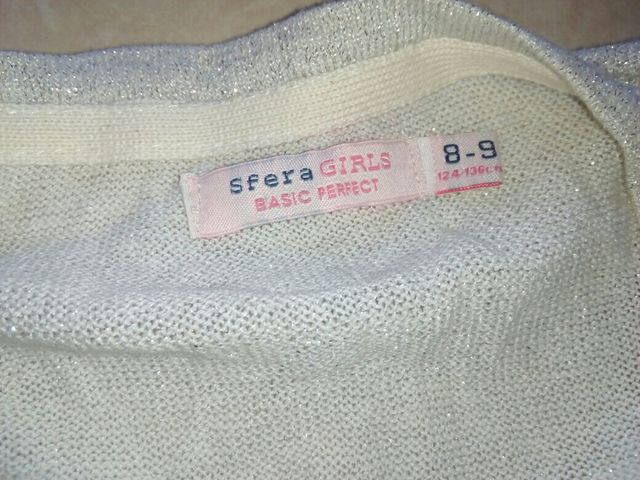 sfera GIRLS
BASIC PERFECT
8-9
124-136cm